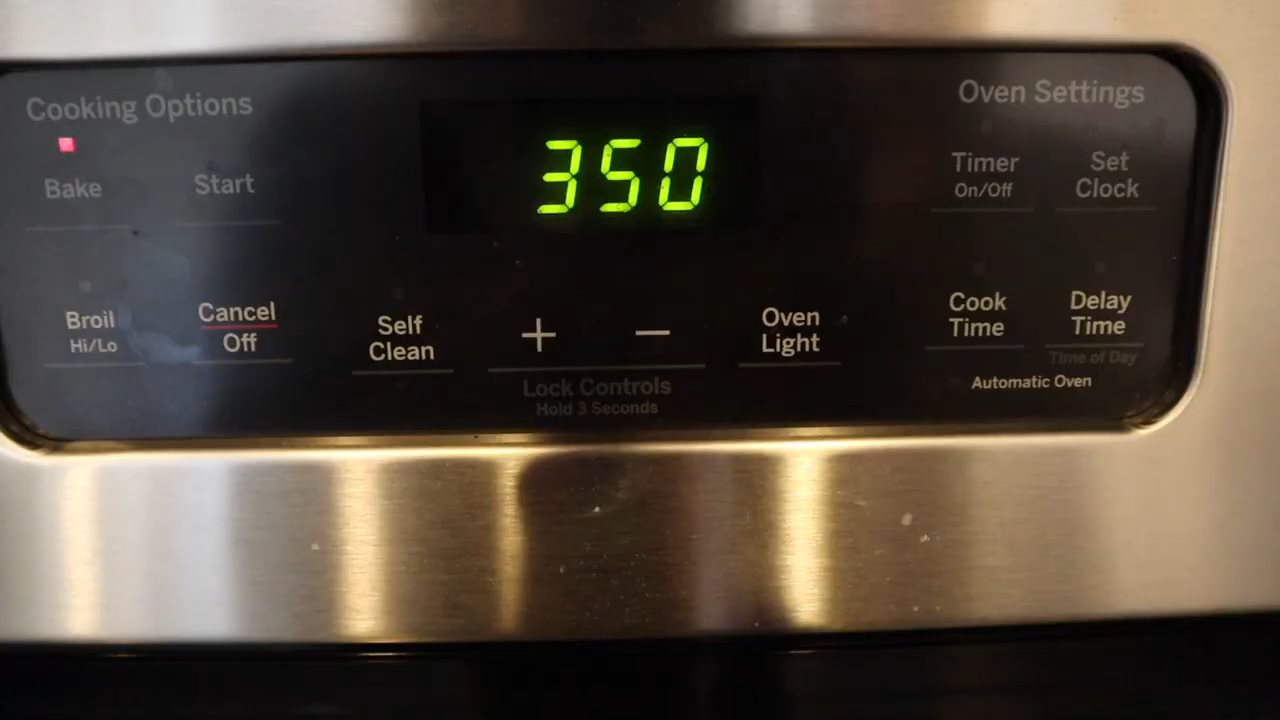 Cooking Options
350
Oven Settings
Bake
Start
Timer
On/Off
Set
Clock
Broil
Hi/Lo
Cancel
Off
Self
Clean
+
−
Lock Controls
Hold 3 Seconds
Oven
Light
Cook
Time
Delay
Time
Time of Day
Automatic Oven